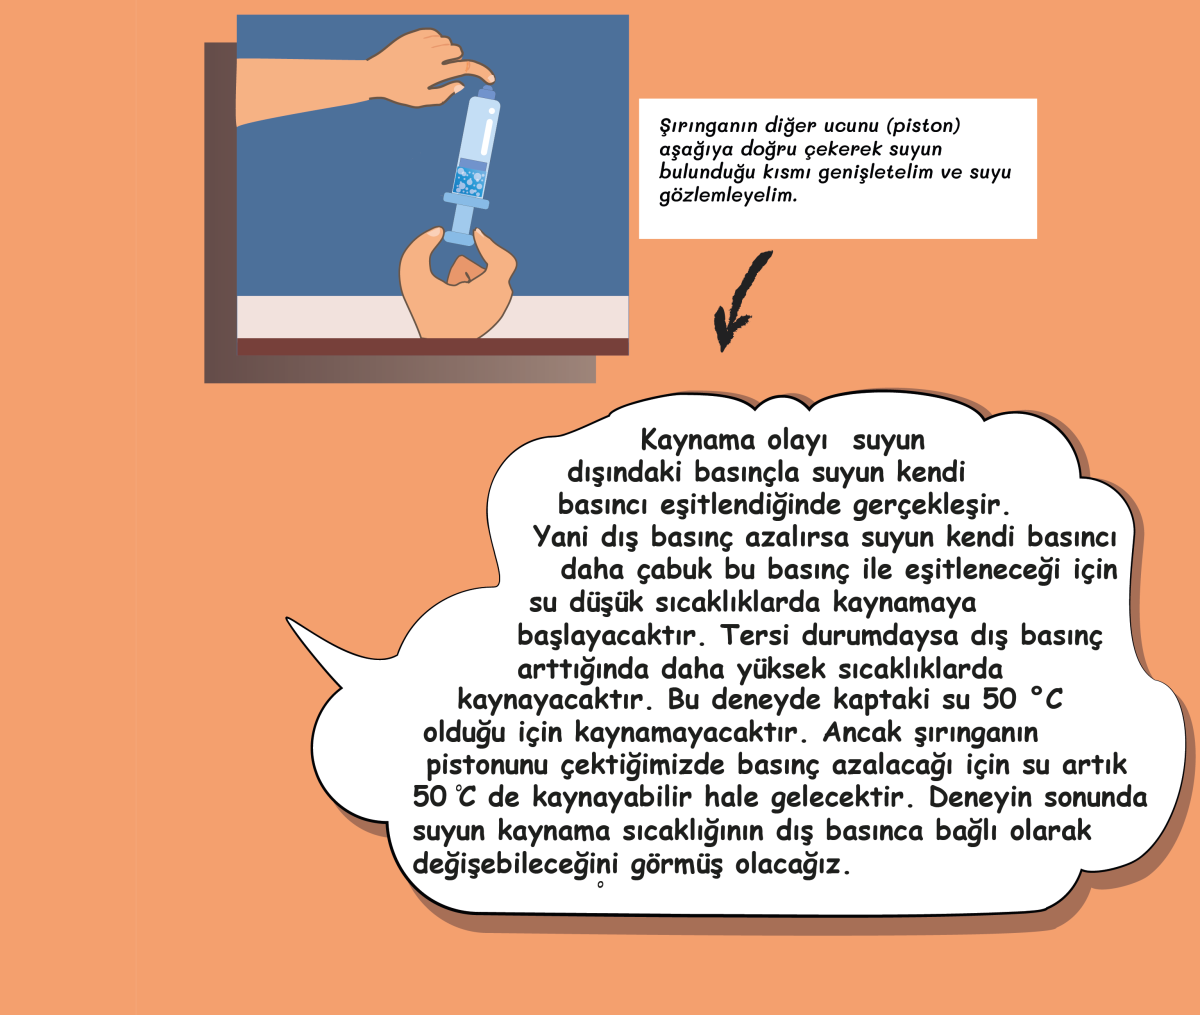 Şırınganın diğer ucunu (piston)
aşağıya doğru çekerek suyun
bulunduğu kısmı genişletelim ve suyu
gözlemleyelim.
Kaynama olayı suyun
dışındaki basınçla suyun kendi
basıncı eşitlendiğinde gerçekleşir.
Yani dış basınç azalırsa suyun kendi basıncı
daha çabuk bu basınç ile eşitleneceği için
su düşük sıcaklıklarda kaynamaya
başlayacaktır. Tersi durumdaysa dış basınç
arttığında daha yüksek sıcaklıklarda
kaynayacaktır. Bu deneyde kaptaki su 50 °C
olduğu için kaynamayacaktır. Ancak şırınganın
pistonunu çektiğimizde basınç azalacağı için su artık
50 °C de kaynayabilir hale gelecektir. Deneyin sonunda
suyun kaynama sıcaklığının dış basınca bağlı olarak
değişebileceğini görmüş olacağız.
o